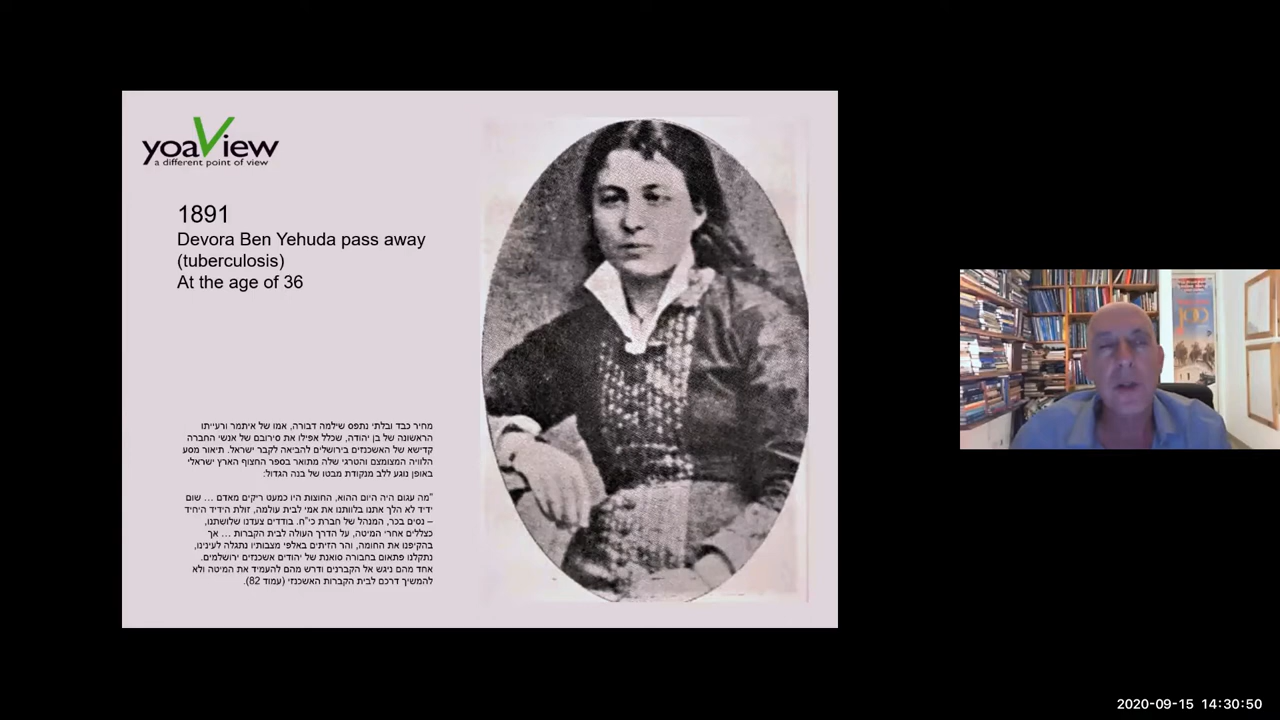 yoaView
a different point of view
1891
Devora Ben Yehuda pass away
(tuberculosis)
At the age of 36
מחיר כבד ובלתי נתפס שילמה דבורה, אמו של איתמר ורעייתו
הראשונה של בן יהודה, שכלל אפילו את סירובם של אנשי החברה
קדישא של האשכנזים בירושלים להביאה לקבר ישראל. תיאור מסע
הלוויה המצומצם והטרגי שלה מתואר בספר החצוף הארץ ישראלי
באופן נוגע ללב מנקודת מבטו של בנה הגדול:
"מה עגום היה היום ההוא, החוצות היו כמעט ריקים מאדם ... שום
ידיד לא הלך אתנו בלוותנו את אמי לבית עולמה, זולת הידיד היחיד
– נסים בכר, המנהל של חברת כי"ח. בודדים צעדנו שלושתנו,
כצללים אחרי המיטה, על הדרך העולה לבית הקברות ... אך
בהקיפנו את החומה, והר הזיתים באלפי מצבותיו נתגלה לעינינו,
נתקלנו פתאום בחבורה סואנת של יהודים אשכנזים ירושלמים.
אחד מהם ניגש אל הקברנים ודרש מהם להעמיד את המיטה ולא
להמשיך דרכם לבית הקברות האשכנזי (עמוד 82).
2020-09-15 14:30:50